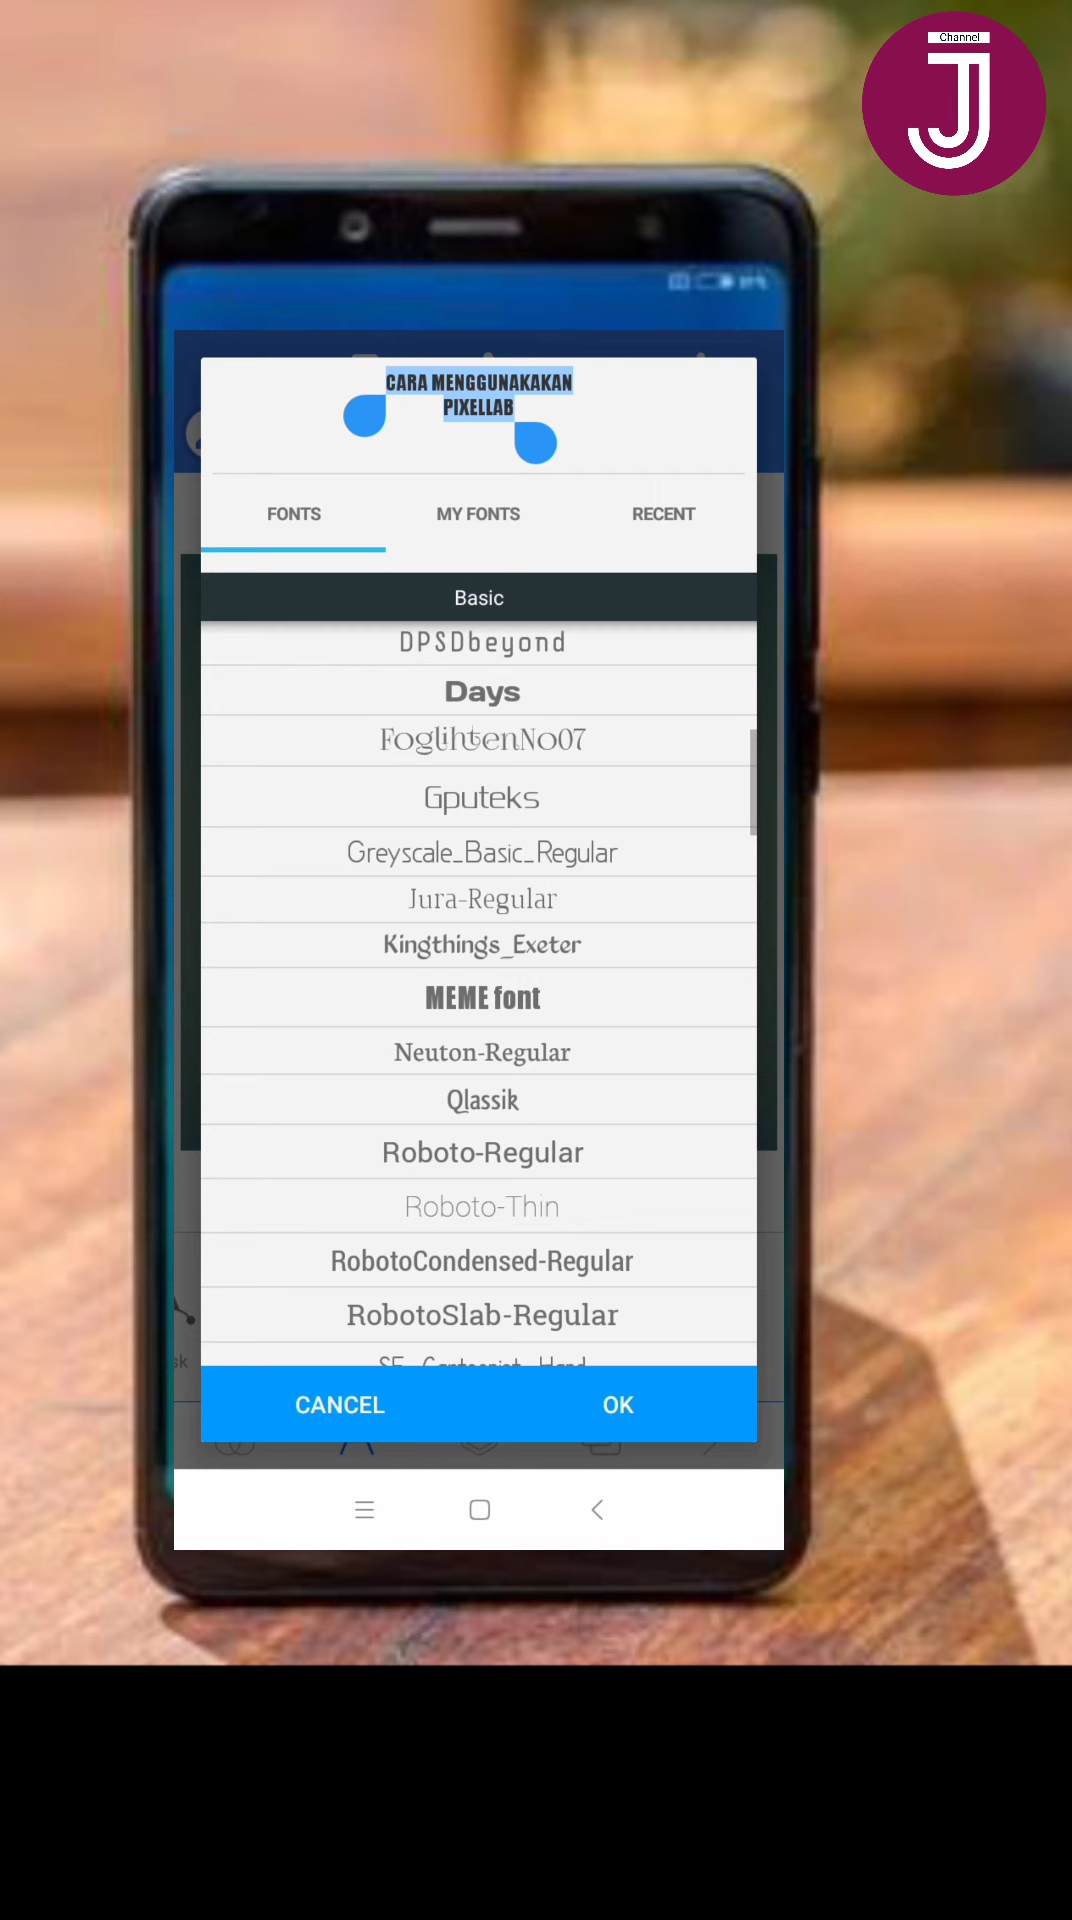 Channel
J
CARA MENGGUNAKAKAN
PIXELLAB
FONTS
MY FONTS
RECENT
Basic
DPSDbeyond
Days
FoglihtenNo07
Gputeks
Greyscale_Basic_Regular
Jura-Regular
Kingthings_Exeter
MEME font
Neuton-Regular
Qlassik
Roboto-Regular
Roboto-Thin
RobotoCondensed-Regular
RobotoSlab-Regular
sk
CANCEL
OK